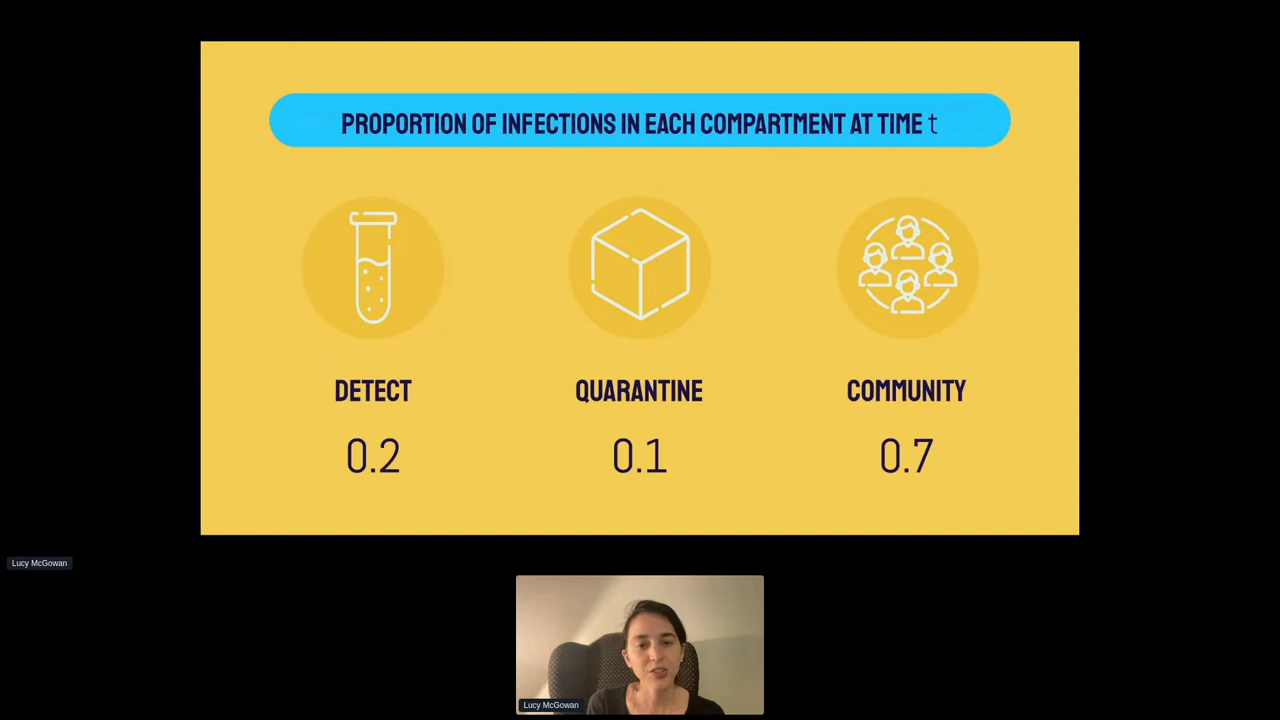 PROPORTION OF INFECTIONS IN EACH COMPARTMENT AT TIME t
DETECT
QUARANTINE
COMMUNITY
0.2
0.1
0.7
Lucy McGowan
Lucy McGowan